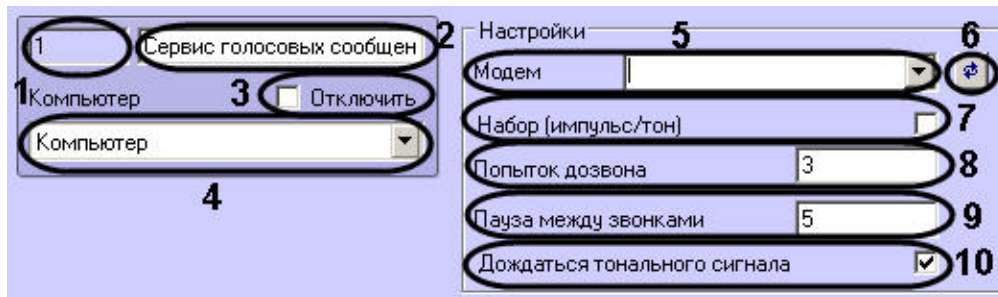 1 Сервис голосовых сообщен 2
1 Компьютер 3 Отключить
Компьютер
4
Настройки 5 6
Модем
Набор (импульс/тон) 7
Попыток дозвона 3 8
Пауза между звонками 5 9
Дождаться тонального сигнала 10